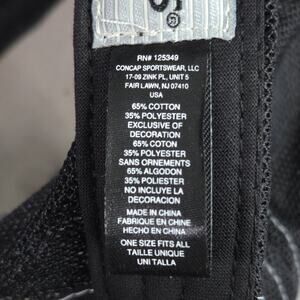 RN# 125349
CONCAP SPORTSWEAR, LLC
17-09 ZINK PL, UNIT 5
FAIR LAWN, NJ 07410
USA
65% COTTON
35% POLYESTER
EXCLUSIVE OF
DECORATION
65% COTON
35% POLYESTER
SANS ORNEMENTS
65% ALGODON
35% POLIESTER
NO INCLUYE LA
DECORACION
MADE IN CHINA
FABRIQUE EN CHINE
HECHO EN CHINA
ONE SIZE FITS ALL
TAILLE UNIQUE
UNI TALLA